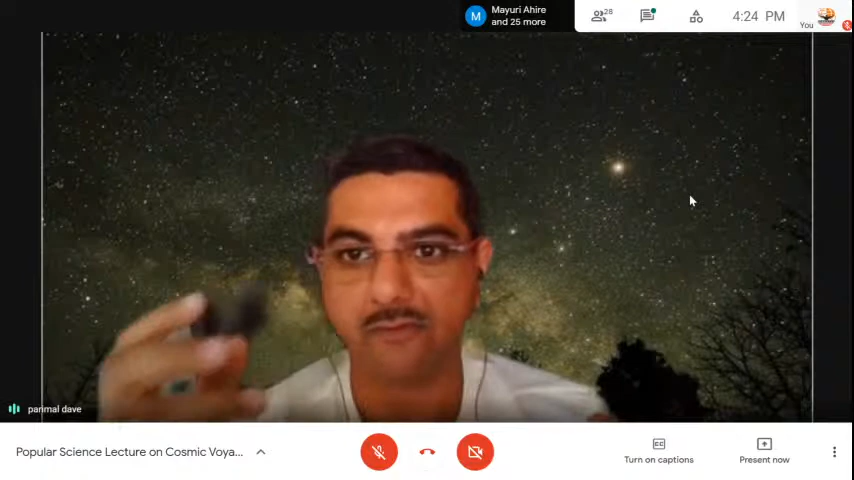 M
Mayuri Ahire
and 25 more
28
4:24 PM
You
parimal dave
Popular Science Lecture on Cosmic Voya...
CC
Turn on captions
Present now